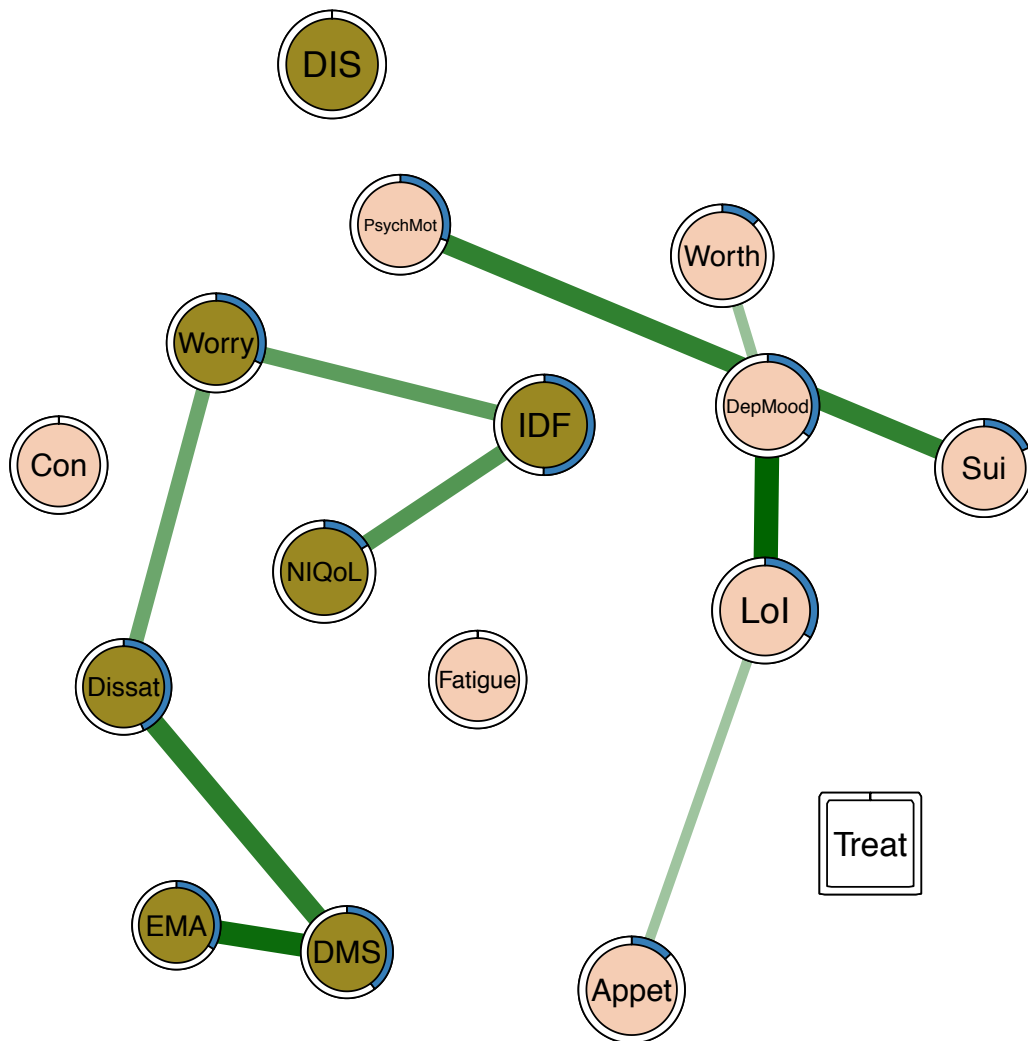 DIS
PsychMot
Worth
Worry
DepMood
IDF
Con
Sui
NIQoL
LoI
Fatigue
Dissat
Treat
EMA
DMS
Appet